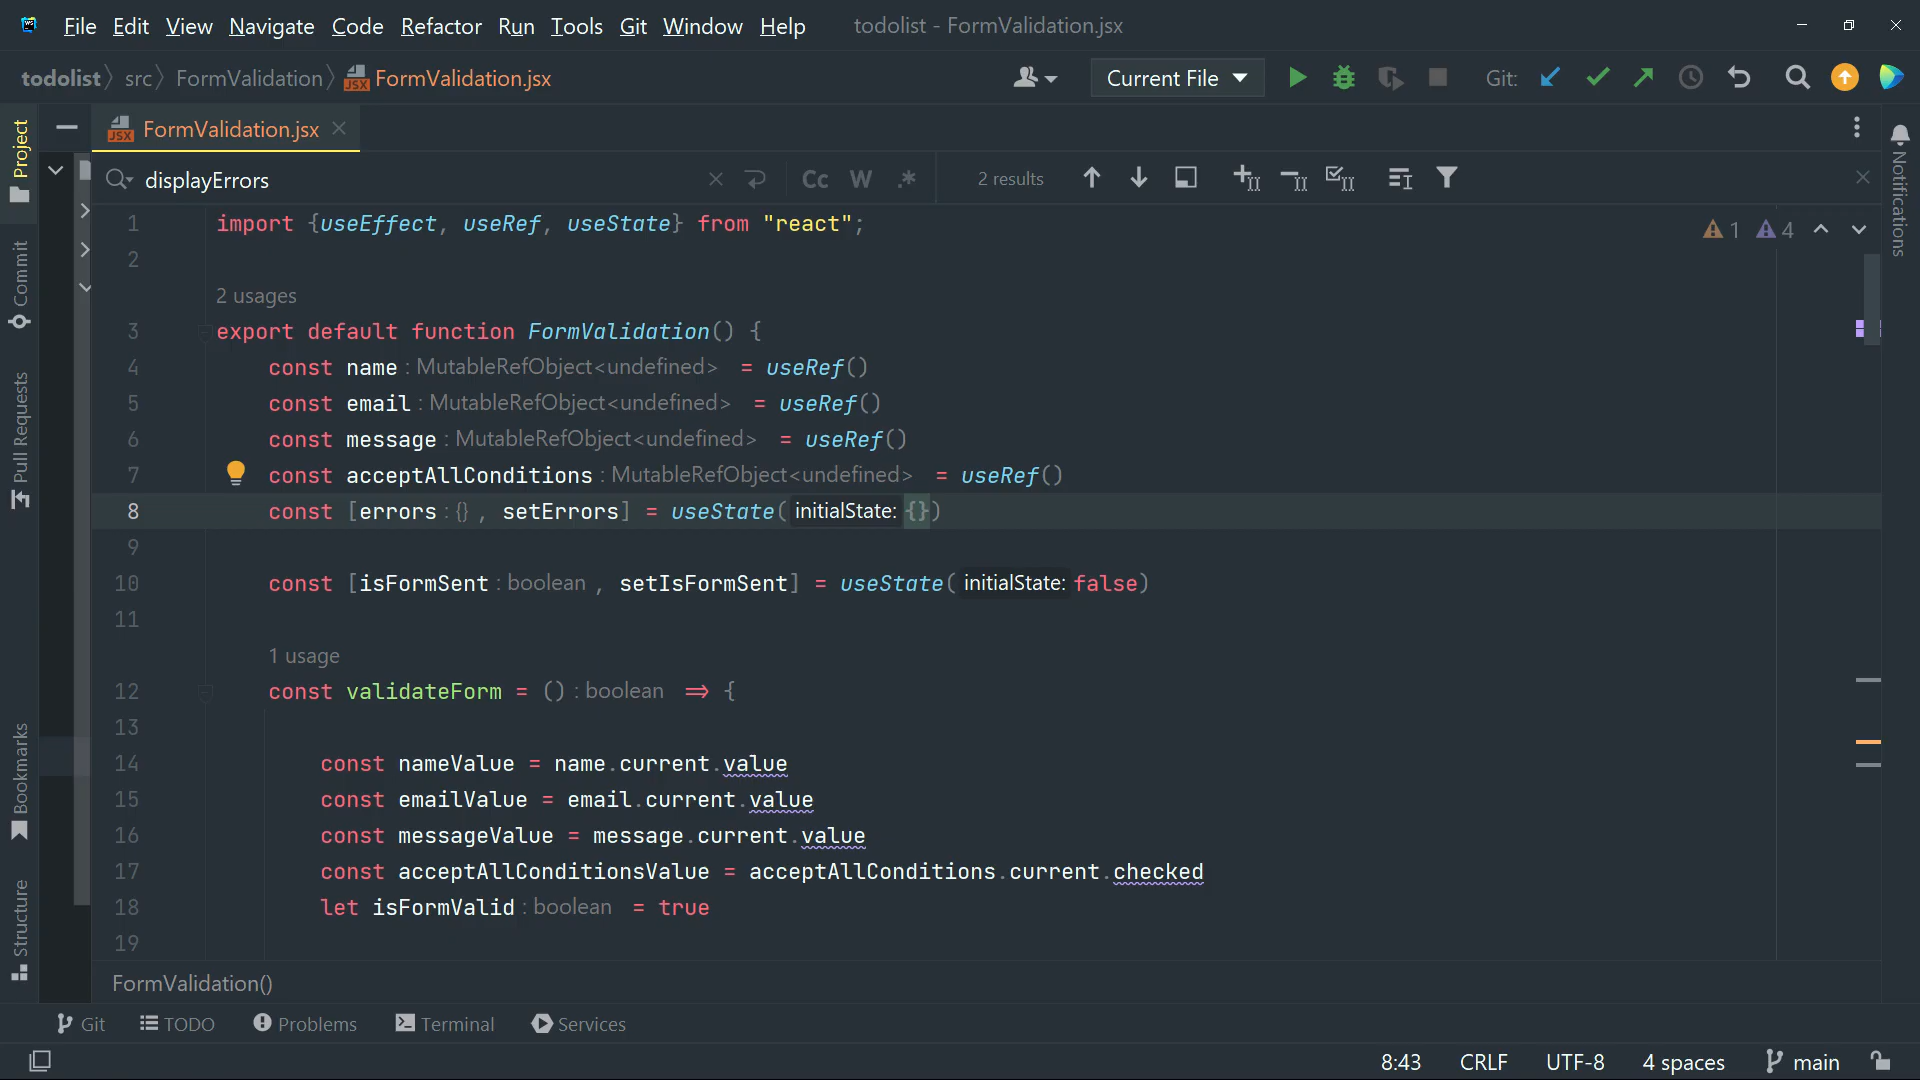 File Edit View Navigate Code Refactor Run Tools Git Window Help todolist - FormValidation.jsx
todolist src FormValidation JSX FormValidation.jsx Current File Git:
JSX FormValidation.jsx
displayErrors Cc W .* 2 results
Project
Commit
Pull Requests
Bookmarks
Structure
Notifications
1 import {useEffect, useRef, useState} from "react"; 1 4
2
2 usages
3 export default function FormValidation() {
4 const name : MutableRefObject<undefined> = useRef()
5 const email : MutableRefObject<undefined> = useRef()
6 const message : MutableRefObject<undefined> = useRef()
7 const acceptAllConditions : MutableRefObject<undefined> = useRef()
8 const [errors : {} , setErrors] = useState( initialState: {})
9
10 const [isFormSent : boolean , setIsFormSent] = useState( initialState: false)
11
1 usage
12 const validateForm = () : boolean => {
13
14 const nameValue = name.current.value
15 const emailValue = email.current.value
16 const messageValue = message.current.value
17 const acceptAllConditionsValue = acceptAllConditions.current.checked
18 let isFormValid : boolean = true
19
FormValidation()
Git TODO Problems Terminal Services
8:43 CRLF UTF-8 4 spaces main